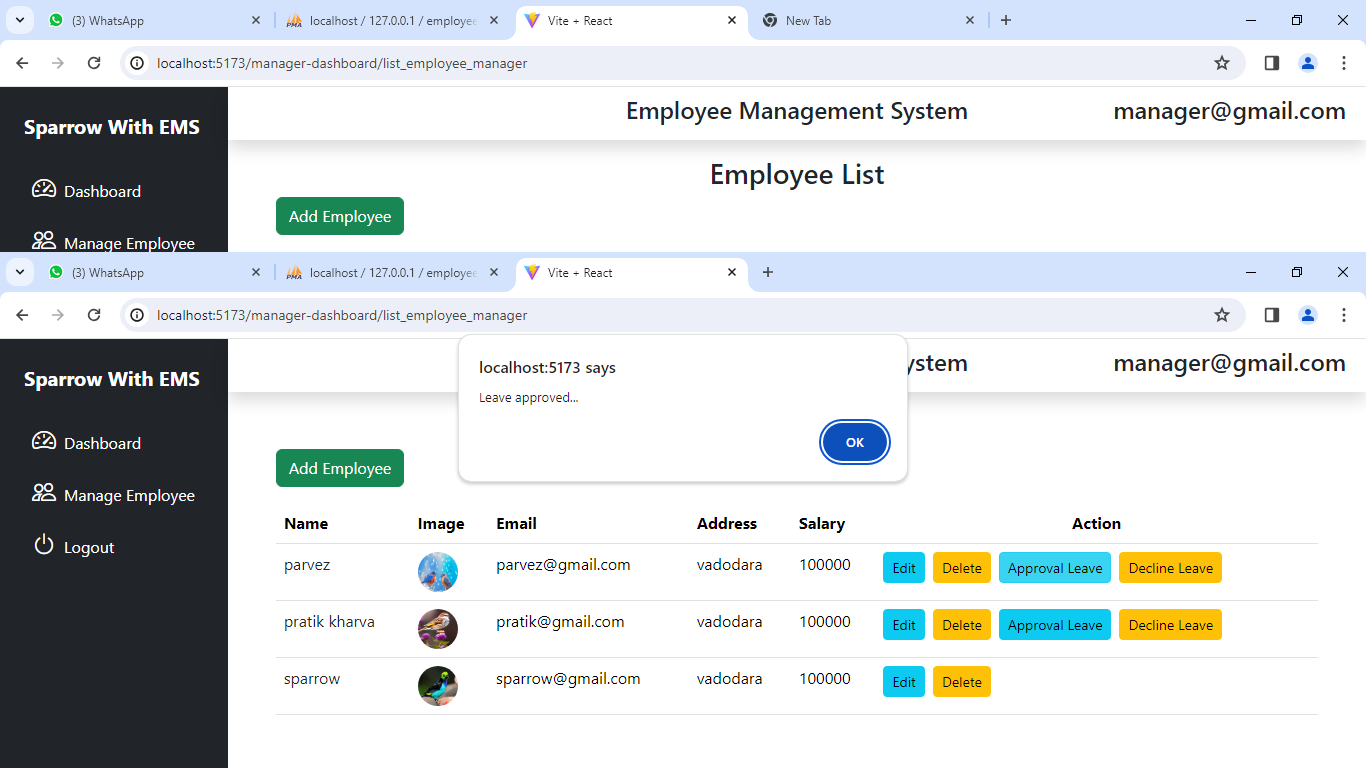 (3) WhatsApp
localhost / 127.0.0.1 / employee
Vite + React
New Tab
localhost:5173/manager-dashboard/list_employee_manager
Sparrow With EMS
Employee Management System
manager@gmail.com
Dashboard
Employee List
Add Employee
Manage Employee
(3) WhatsApp
localhost / 127.0.0.1 / employee
Vite + React
localhost:5173/manager-dashboard/list_employee_manager
Sparrow With EMS
ystem
manager@gmail.com
localhost:5173 says
Leave approved...
OK
Dashboard
Add Employee
Manage Employee
Logout
Name Image Email Address Salary Action
parvez parvez@gmail.com vadodara 100000 Edit Delete Approval Leave Decline Leave
pratik kharva pratik@gmail.com vadodara 100000 Edit Delete Approval Leave Decline Leave
sparrow sparrow@gmail.com vadodara 100000 Edit Delete